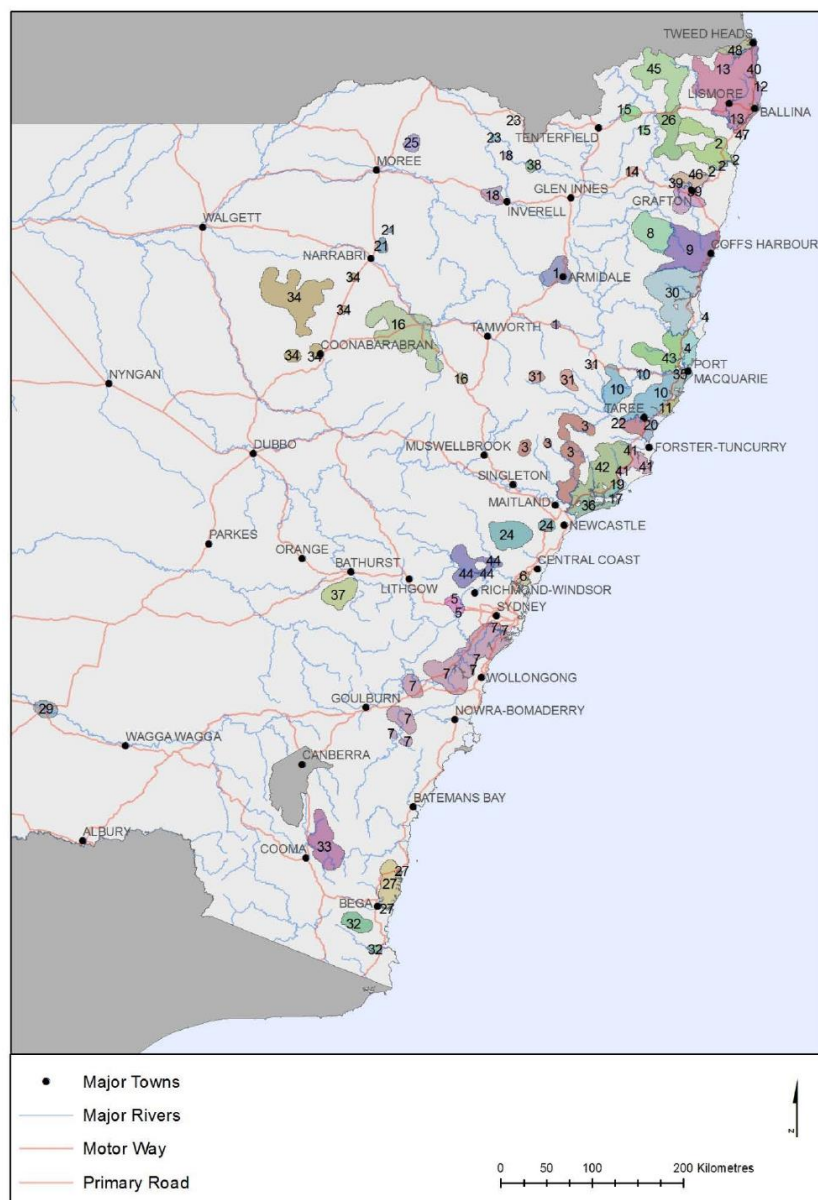 TWEED HEADS
48
45
13
40
12
LISMORE
15
26
13
BALLINA
23
TENTERFIELD
15
47
25
23
2
18
38
2
2
MOREE
14
46
2
39
18
GLEN INNES
39
INVERELL
GRAFTON
WALGETT
21
8
21
9
COFFS HARBOUR
NARRABRI
34
1
ARMIDALE
34
30
34
16
TAMWORTH
1
4
COONABARABRAN
34
34
43
4
31
PORT
MACQUARIE
NYNGAN
16
31
31
10
35
10
10
11
TAREE
22
20
3
MUSWELLBROOK
3
3
3
DUBBO
FORSTER-TUNCURRY
41
42
41
41
SINGLETON
19
MAITLAND
36
17
24
NEWCASTLE
24
PARKES
ORANGE
BATHURST
44
44
44
CENTRAL COAST
6
LITHGOW
37
RICHMOND-WINDSOR
5
5
SYDNEY
7
7
7
7
7
7
WOLLONGONG
29
GOULBURN
7
NOWRA-BOMADERRY
7
7
WAGGA WAGGA
CANBERRA
BATEMANS BAY
ALBURY
33
COOMA
27
27
BEGA
27
32
32
Major Towns
Major Rivers
Motor Way
Primary Road
N
0 50 100 200 Kilometres